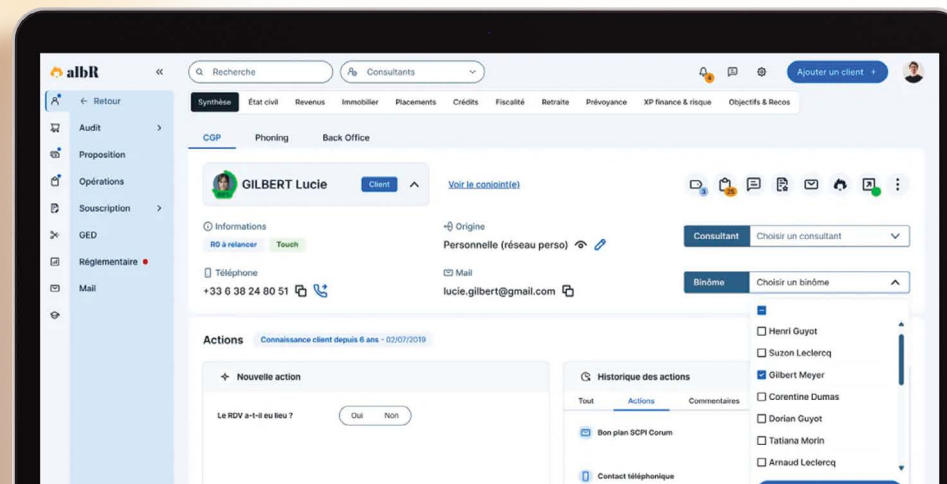 albR
«
Recherche
Consultants
Ajouter un client +
← Retour
Synthèse État civil Revenus Immobilier Placements Crédits Fiscalité Retraite Prévoyance XP finance & risque Objectifs & Recos
Audit
Proposition
Opérations
Souscription
GED
Réglementaire
Mail
CGP Phoning Back Office
GILBERT Lucie Client Voir le conjoint(e)
3
25
Informations
R0 à relancer Touch
Origine
Personnelle (réseau perso)
Consultant Choisir un consultant
Téléphone
+33 6 38 24 80 51
Mail
lucie.gilbert@gmail.com
Binôme Choisir un binôme
Henri Guyot
Suzon Leclercq
Gilbert Meyer
Corentine Dumas
Dorian Guyot
Tatiana Morin
Arnaud Leclercq
Actions Connaissance client depuis 6 ans - 02/07/2019
Nouvelle action
Le RDV a-t-il eu lieu ? Oui Non
Historique des actions
Tout Actions Commentaires
Bon plan SCPI Corum
Contact téléphonique